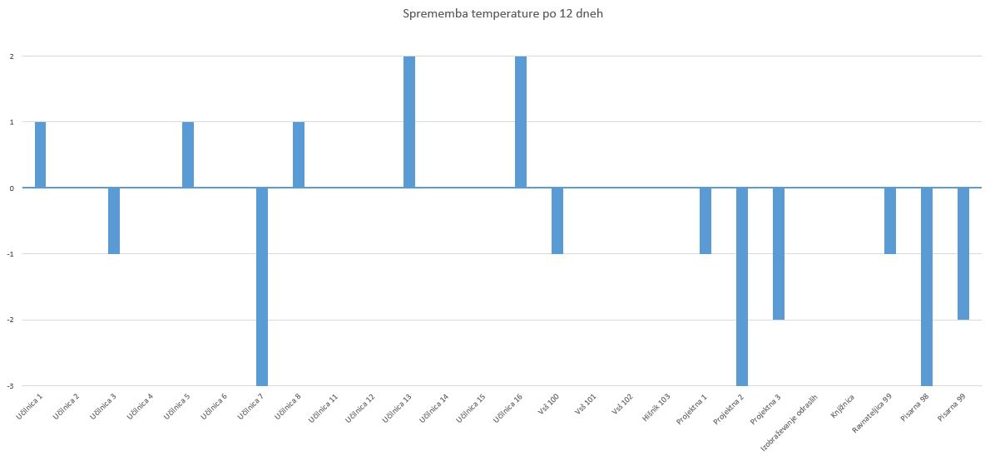 Sprememba temperature po 12 dneh
2
1
0
-1
-2
-3
Učilnica 1
Učilnica 2
Učilnica 3
Učilnica 4
Učilnica 5
Učilnica 6
Učilnica 7
Učilnica 8
Učilnica 11
Učilnica 12
Učilnica 13
Učilnica 14
Učilnica 15
Učilnica 16
Vsš 100
Vsš 101
Vsš 102
Hišnik 103
Projektna 1
Projektna 2
Projektna 3
Izobraževanje odraslih
Knjižnica
Ravnateljica 99
Pisarna 98
Pisarna 99